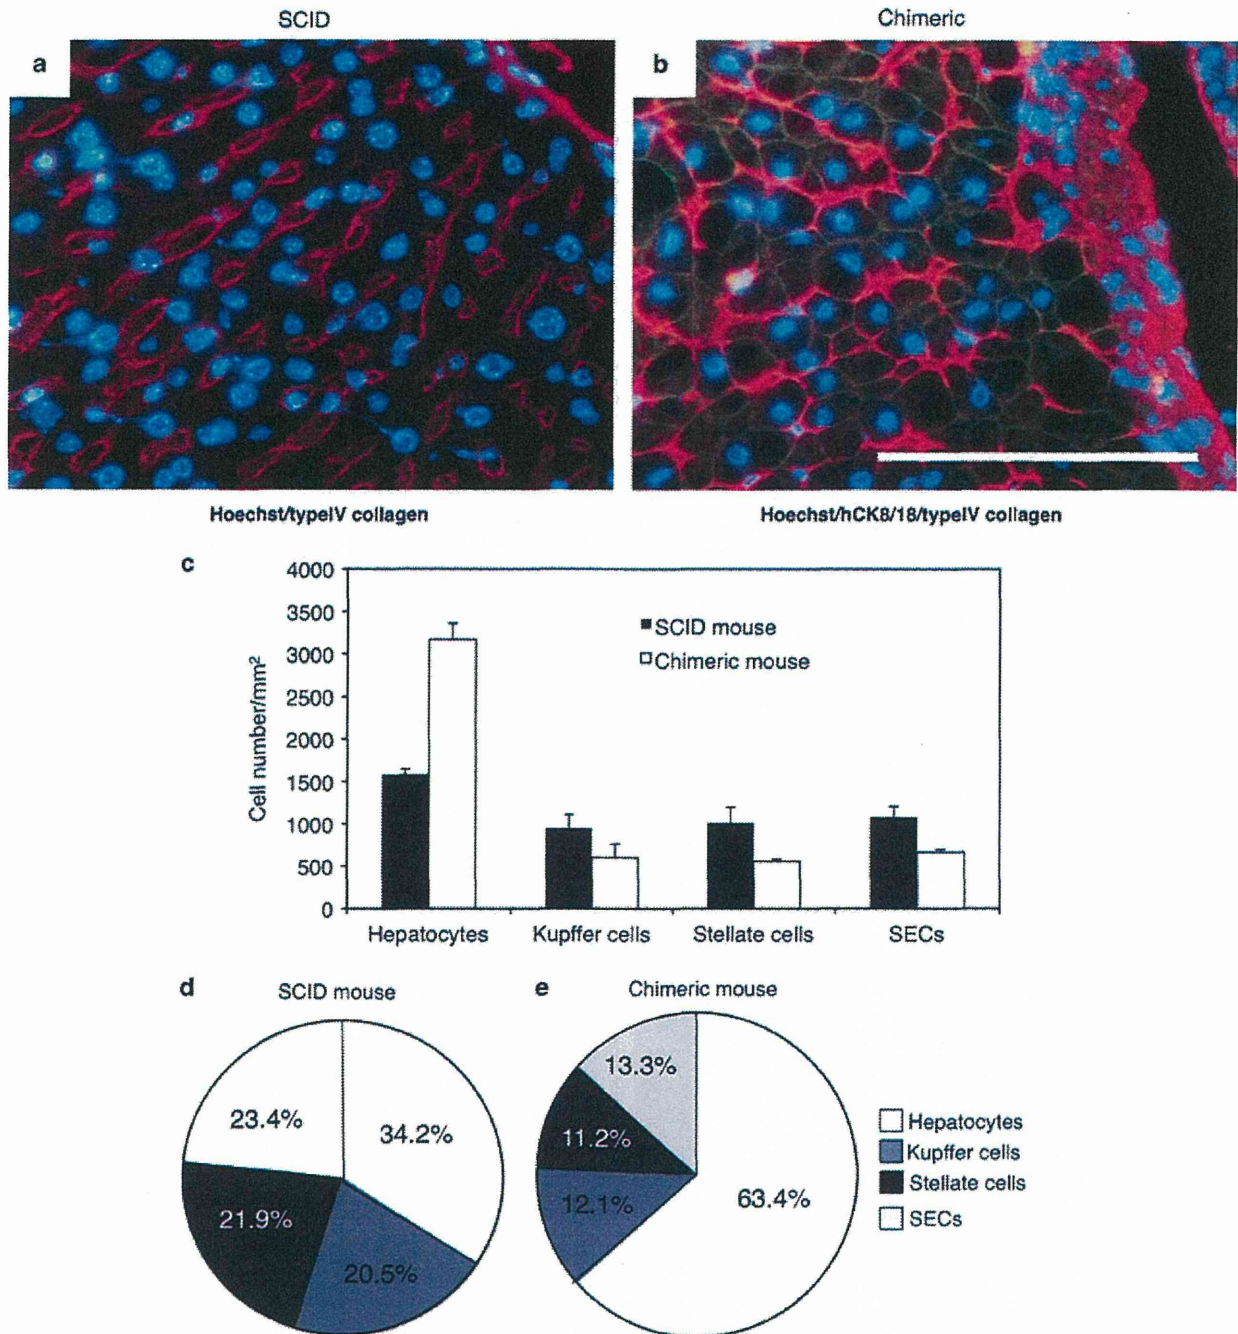 SCID
Chimeric
a
b
Hoechst/typeIV collagen
Hoechst/hCK8/18/typeIV collagen
c
4000
3500
3000
2500
2000
1500
1000
500
0
Cell number/mm²
SCID mouse
Chimeric mouse
Hepatocytes
Kupffer cells
Stellate cells
SECs
d
SCID mouse
e
Chimeric mouse
23.4%
34.2%
21.9%
20.5%
13.3%
11.2%
12.1%
63.4%
Hepatocytes
Kupffer cells
Stellate cells
SECs